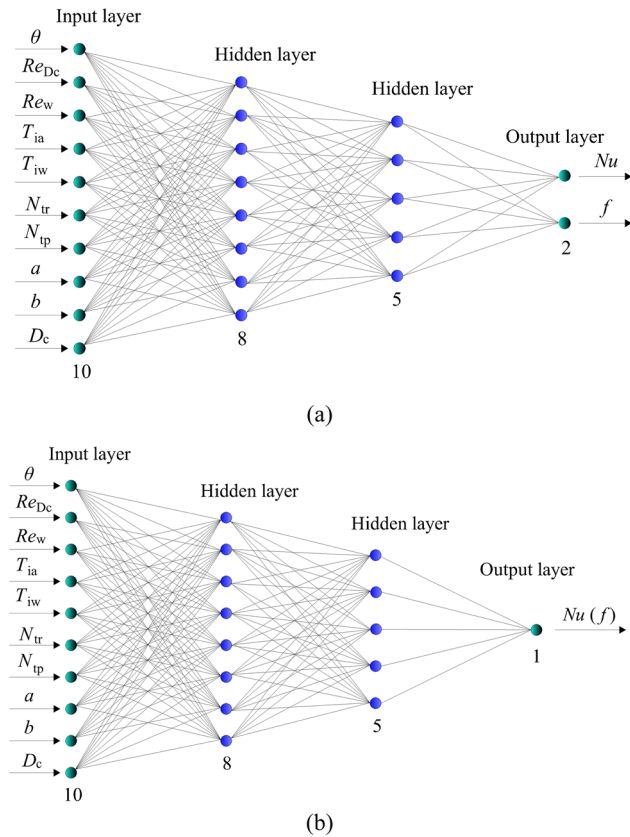 Input layer
θ
Hidden layer
Re_Dc
Hidden layer
Re_w
T_ia
Output layer
T_iw
Nu
N_tr
f
N_tp
2
a
5
b
8
D_c
10
(a)
Input layer
θ
Hidden layer
Re_Dc
Hidden layer
Re_w
T_ia
Output layer
T_iw
Nu (f)
N_tr
1
N_tp
a
5
b
8
D_c
10
(b)